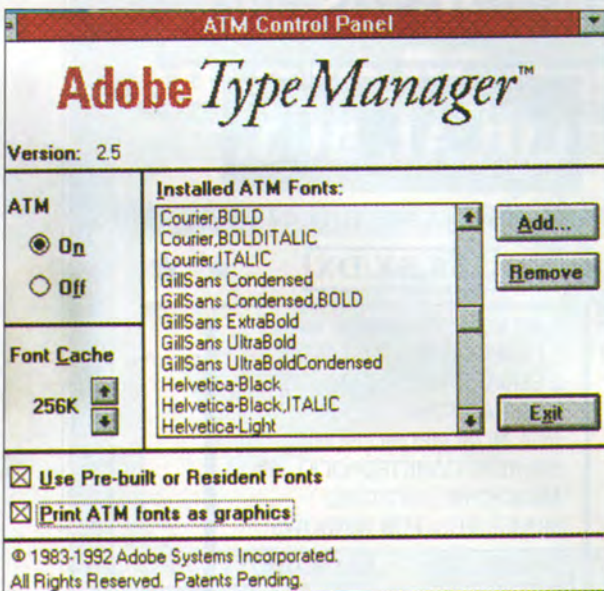 ATM Control Panel
Adobe Type Manager™
Version: 2.5
ATM
On
Off
Font Cache
256K
Installed ATM Fonts:
Courier,BOLD
Courier,BOLDITALIC
Courier,ITALIC
GillSans Condensed
GillSans Condensed,BOLD
GillSans ExtraBold
GillSans UltraBold
GillSans UltraBoldCondensed
Helvetica-Black
Helvetica-Black,ITALIC
Helvetica-Light
Add...
Remove
Exit
Use Pre-built or Resident Fonts
Print ATM fonts as graphics
© 1983-1992 Adobe Systems Incorporated.
All Rights Reserved. Patents Pending.